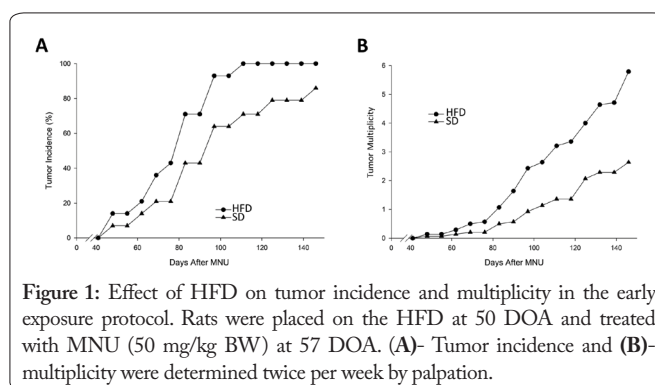 A
B
100
80
60
40
20
0
Tumor Incidence (%)
HFD
SD
0 40 60 80 100 120 140
Days After MNU
6
5
4
3
2
1
0
Tumor Multiplicity
HFD
SD
0 40 60 80 100 120 140
Days After MNU
Figure 1: Effect of HFD on tumor incidence and multiplicity in the early
exposure protocol. Rats were placed on the HFD at 50 DOA and treated
with MNU (50 mg/kg BW) at 57 DOA. (A)- Tumor incidence and (B)-
multiplicity were determined twice per week by palpation.